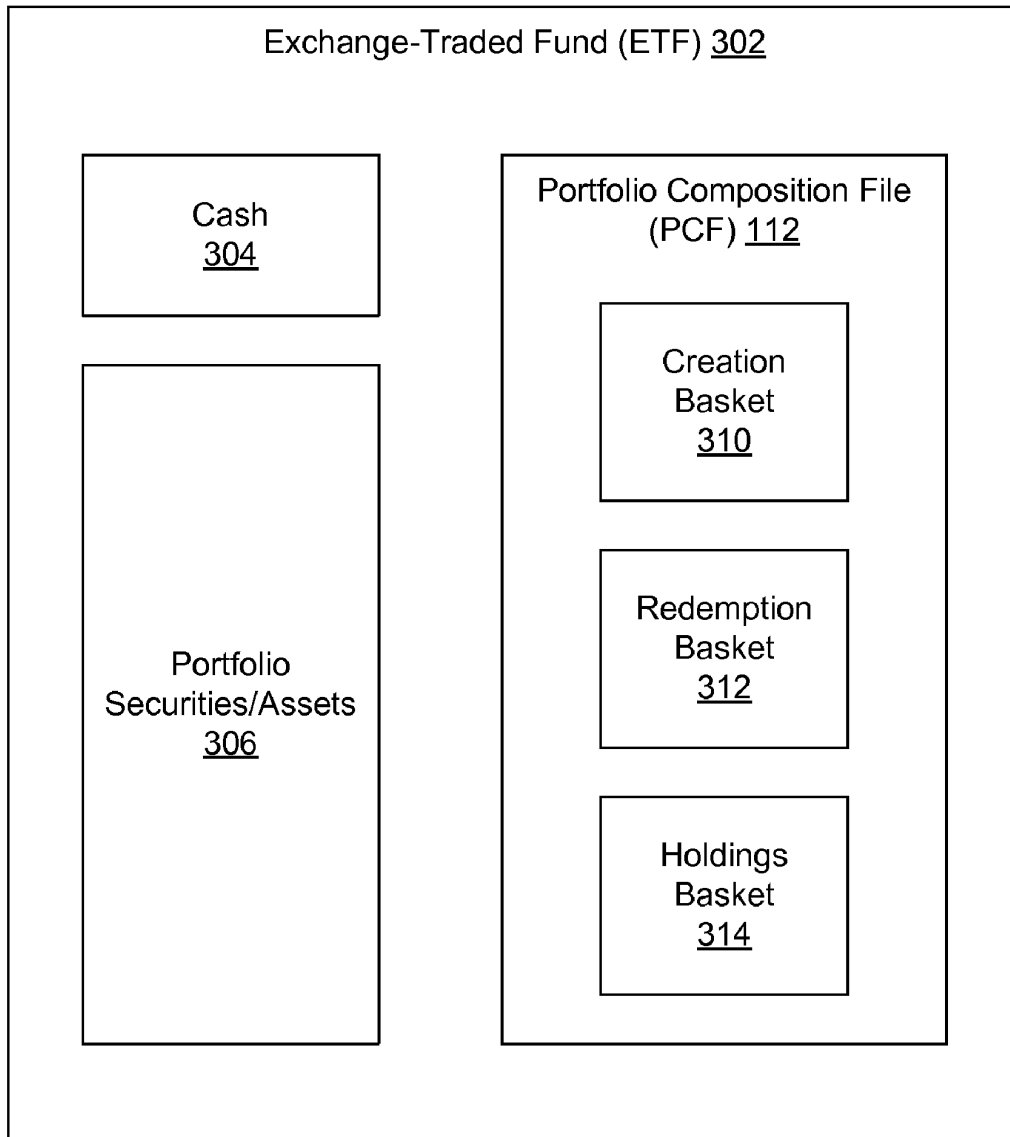 Exchange-Traded Fund (ETF) 302
Cash
304
Portfolio
Securities/Assets
306
Portfolio Composition File
(PCF) 112
Creation
Basket
310
Redemption
Basket
312
Holdings
Basket
314